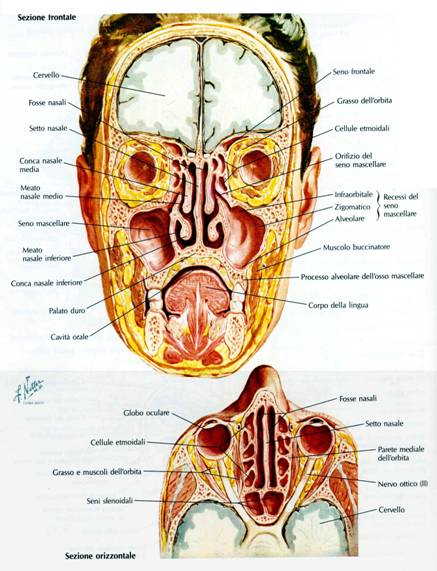 Sezione frontale
Cervello
Fosse nasali
Setto nasale
Conca nasale
media
Meato
nasale medio
Seno mascellare
Meato
nasale inferiore
Conca nasale inferiore
Palato duro
Cavità orale
Seno frontale
Grasso dell'orbita
Cellule etmoidali
Orifizio del
seno mascellare
Infraorbitale
Zigomatico
Alveolare
Recessi del
seno
mascellare
Muscolo buccinatore
Processo alveolare dell'osso mascellare
Corpo della lingua
Globo oculare
Cellule etmoidali
Grasso e muscoli dell'orbita
Seni sfenoidali
Fosse nasali
Setto nasale
Parete mediale
dell'orbita
Nervo ottico (II)
Cervello
Sezione orizzontale